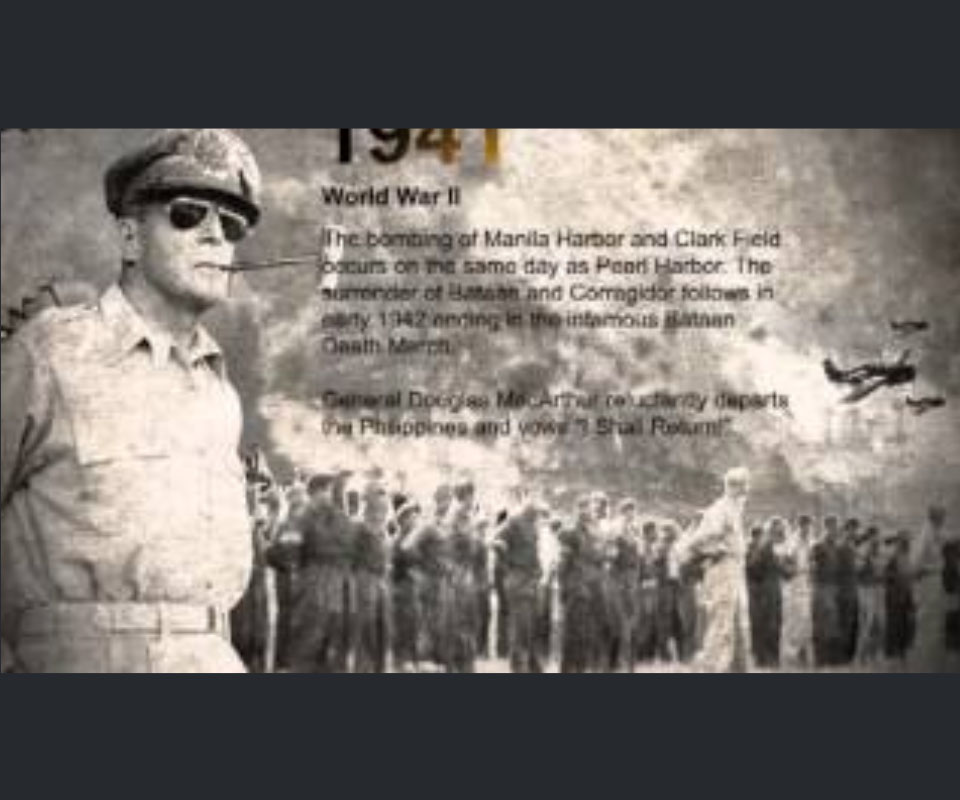 1941
World War II
The bombing of Manila Harbor and Clark Field
occurs on the same day as Pearl Harbor. The
surrender of Bataan and Corregidor follows in
early 1942 ending in the infamous Bataan
Death March.
General Douglas MacArthur reluctantly departs
the Philippines and vows "I Shall Return!".